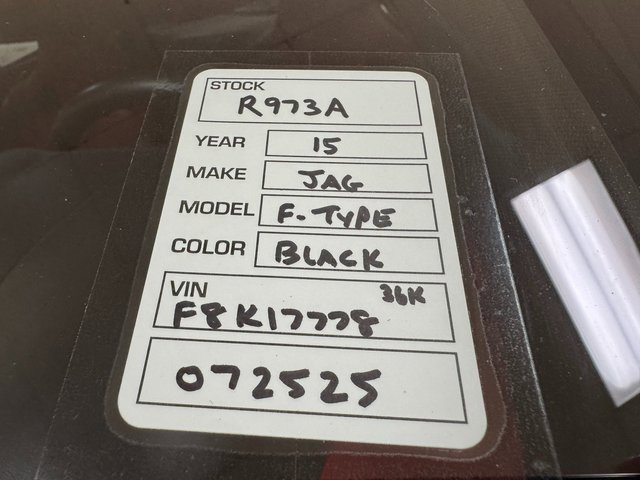 STOCK
R973A
YEAR 15
MAKE JAG
MODEL F-TYPE
COLOR BLACK
VIN 36K
F8K17778
072525